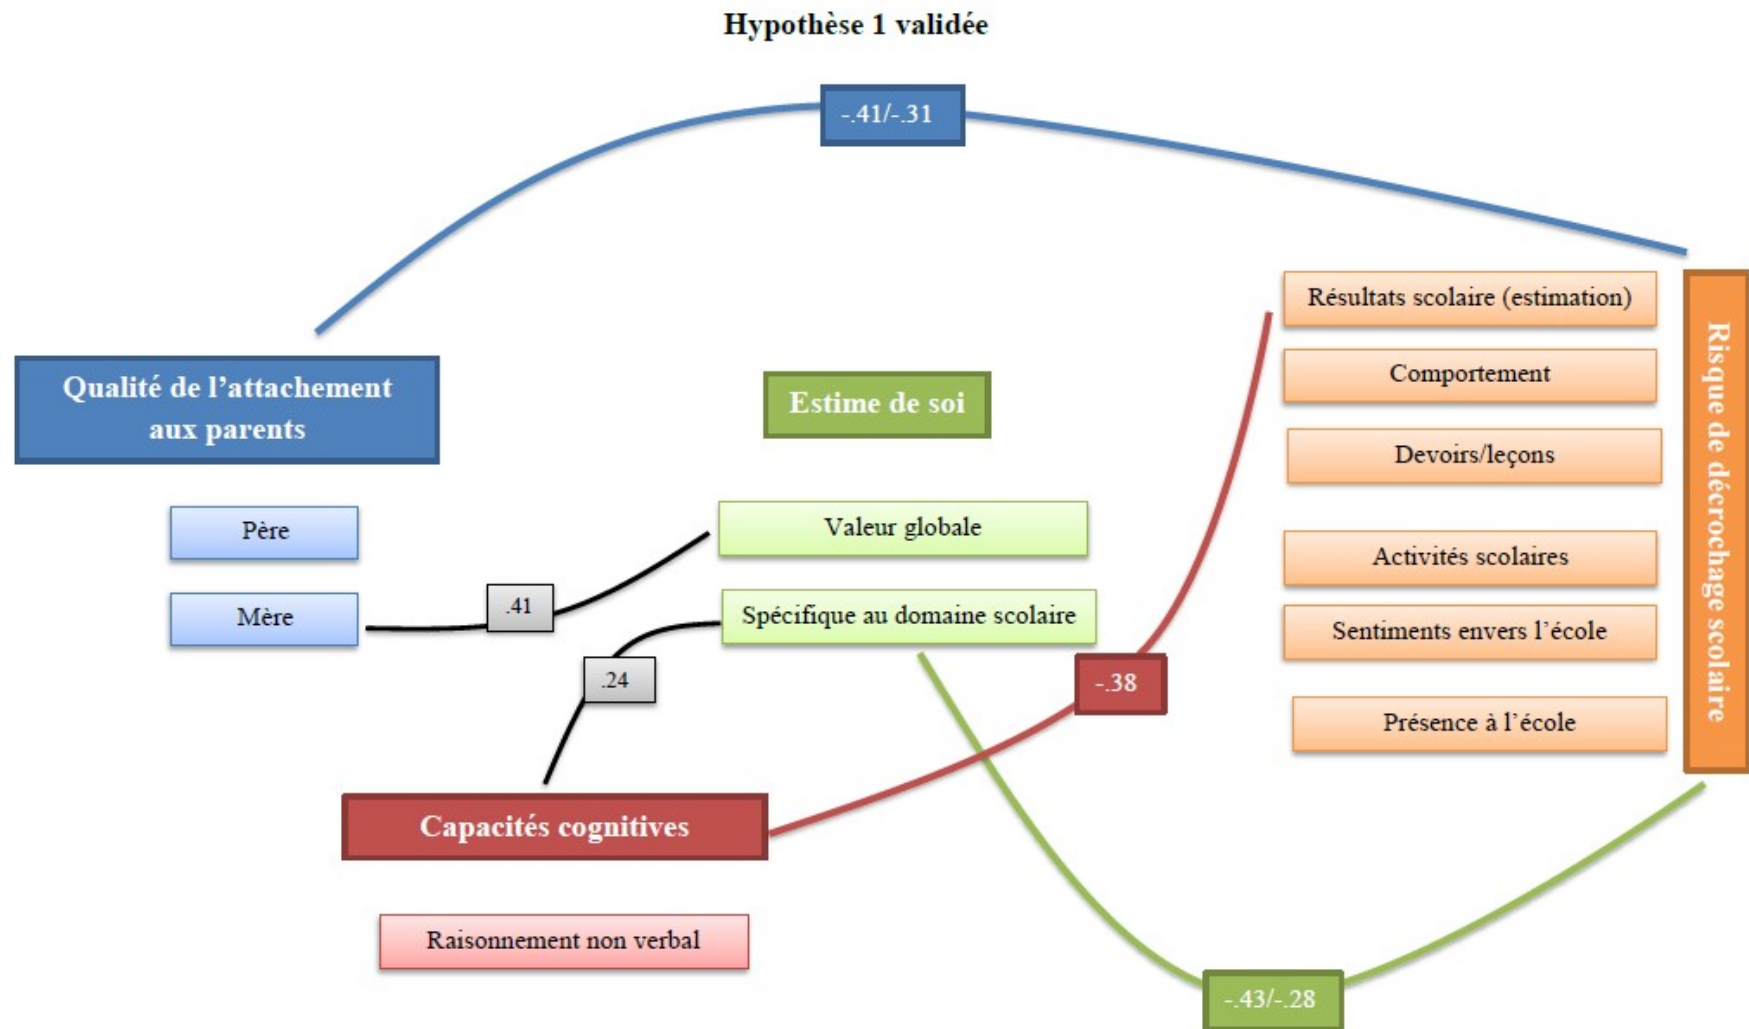 Hypothèse 1 validée
-.41/-.31
Qualité de l’attachement
aux parents
Père
Mère
.41
.24
Estime de soi
Valeur globale
Spécifique au domaine scolaire
Capacités cognitives
Raisonnement non verbal
-.38
-.43/-.28
Résultats scolaire (estimation)
Comportement
Devoirs/leçons
Activités scolaires
Sentiments envers l’école
Présence à l’école
Risque de décrochage scolaire